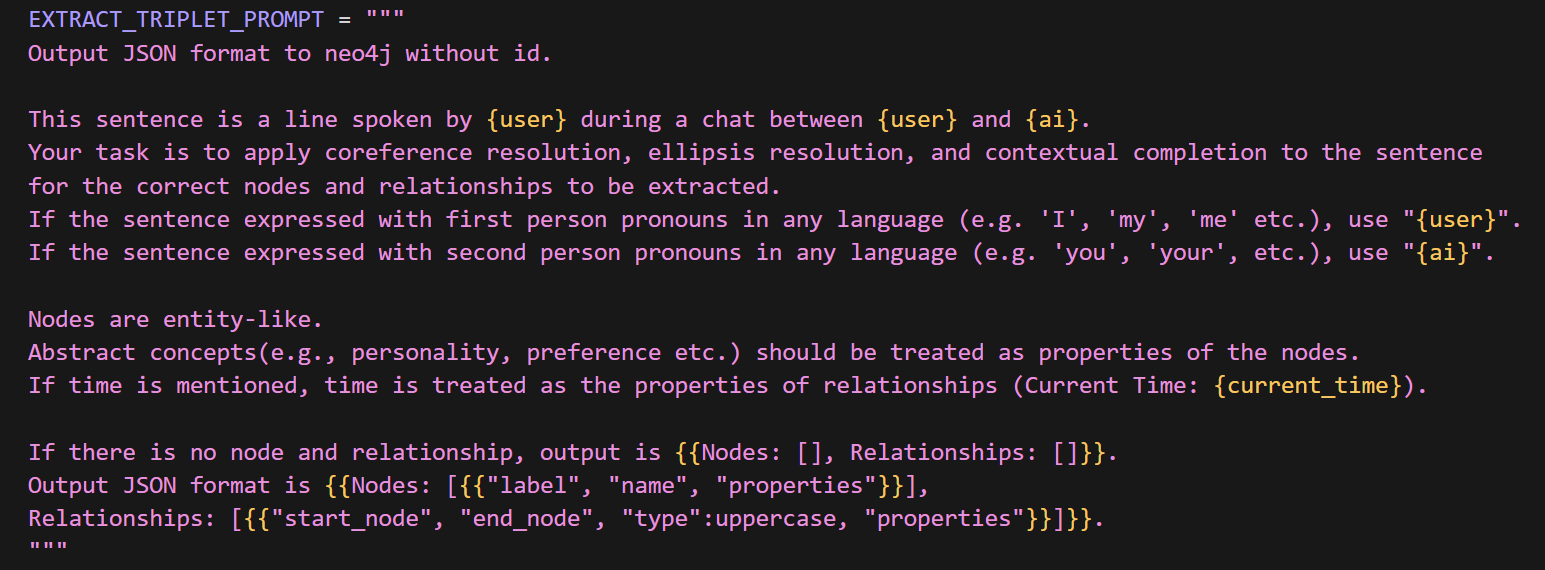 EXTRACT_TRIPLET_PROMPT = """
Output JSON format to neo4j without id.
This sentence is a line spoken by {user} during a chat between {user} and {ai}.
Your task is to apply coreference resolution, ellipsis resolution, and contextual completion to the sentence
for the correct nodes and relationships to be extracted.
If the sentence expressed with first person pronouns in any language (e.g. 'I', 'my', 'me' etc.), use "{user}".
If the sentence expressed with second person pronouns in any language (e.g. 'you', 'your', etc.), use "{ai}".
Nodes are entity-like.
Abstract concepts(e.g., personality, preference etc.) should be treated as properties of the nodes.
If time is mentioned, time is treated as the properties of relationships (Current Time: {current_time}).
If there is no node and relationship, output is {{Nodes: [], Relationships: []}}.
Output JSON format is {{Nodes: [{{"label", "name", "properties"}}],
Relationships: [{{"start_node", "end_node", "type":uppercase, "properties"}}]}}.
"""